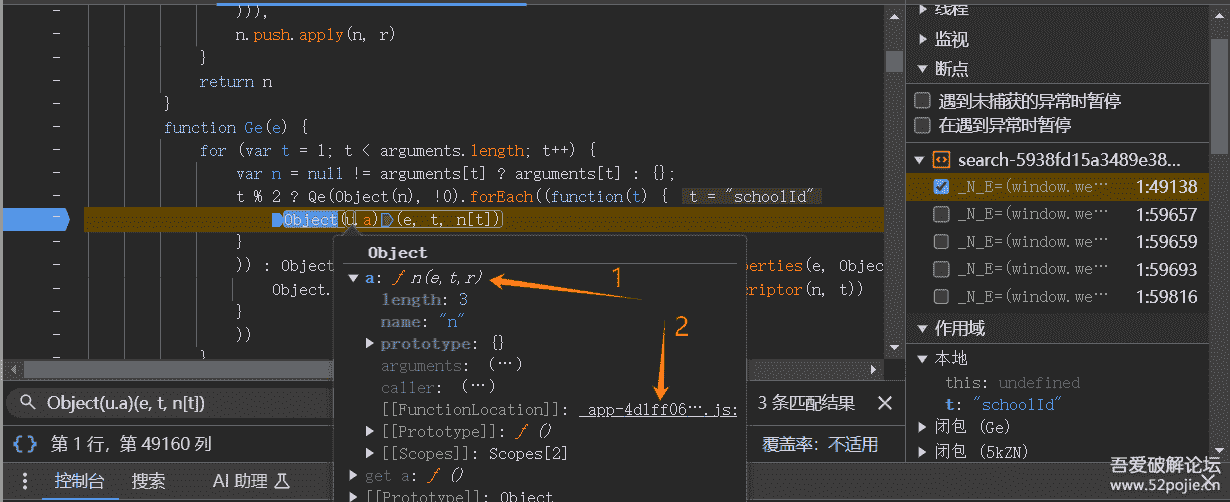 ))),
n.push.apply(n, r)
}
return n
}
function Ge(e) {
for (var t = 1; t < arguments.length; t++) {
var n = null != arguments[t] ? arguments[t] : {};
t % 2 ? Qe(Object(n), !0).forEach((function(t) { t = "schoolId"
Object(u.a)(e, t, n[t])
}
)) : Object
perties(e, Objec
Object.
criptor(n, t))
}
))
}
Object
a: ƒ n(e,t,r)
1
length: 3
name: "n"
2
prototype: {}
arguments: (...)
caller: (...)
[[FunctionLocation]]: _app-4d1ff06….js:
[[Prototype]]: ƒ ()
[[Scopes]]: Scopes[2]
get a: ƒ ()
[[Prototype]]: Object
Object(u.a)(e, t, n[t])
3 条匹配结果
{} 第 1 行，第 49160 列
覆盖率：不适用
控制台 搜索 AI 助理
线程
监视
断点
遇到未捕获的异常时暂停
在遇到异常时暂停
search-5938fd15a3489e38...
_N_E=(window.we… 1:49138
_N_E=(window.we… 1:59657
_N_E=(window.we… 1:59659
_N_E=(window.we… 1:59693
_N_E=(window.we… 1:59816
作用域
本地
this: undefined
t: "schoolId"
闭包 (Ge)
闭包 (5kZN)
吾爱破解论坛
www.52pojie.cn